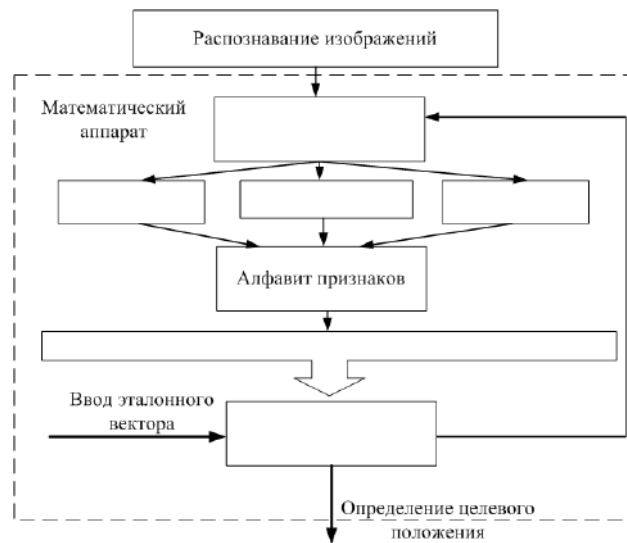 Распознавание изображений
Математический
аппарат
Алфавит признаков
Ввод эталонного
вектора
Определение целевого
положения